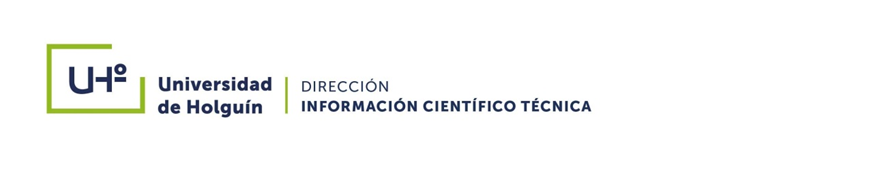 UHº
Universidad
de Holguín
DIRECCIÓN
INFORMACIÓN CIENTÍFICO TÉCNICA